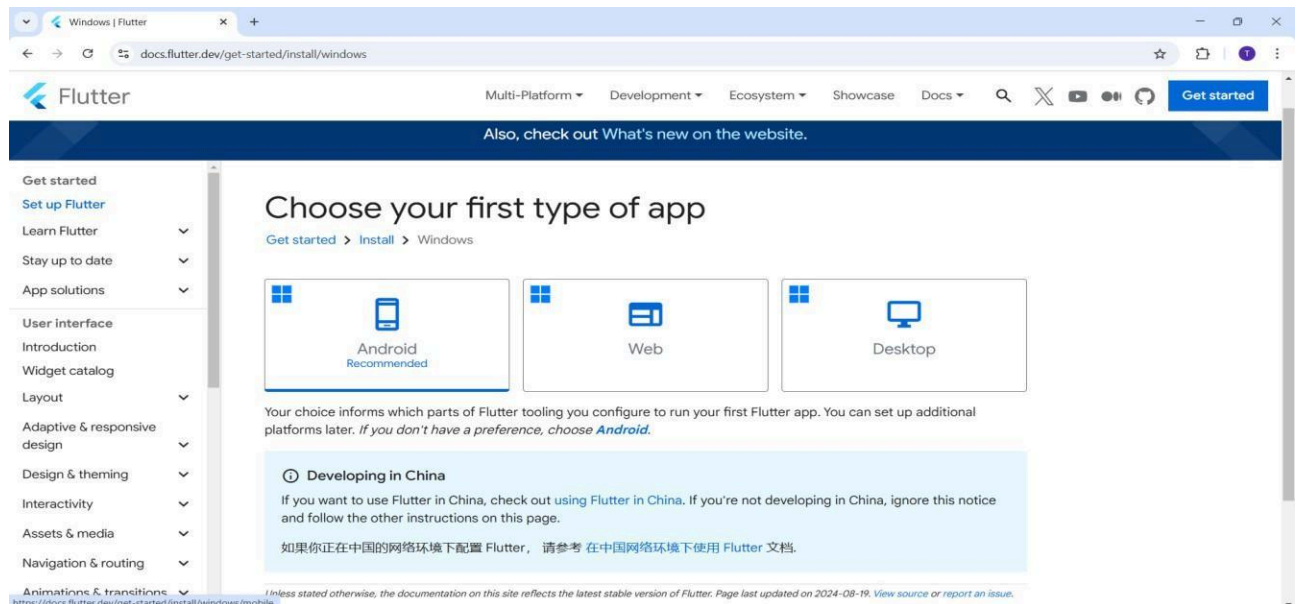 Windows | Flutter
docs.flutter.dev/get-started/install/windows
T
Flutter
Multi-Platform
Development
Ecosystem
Showcase
Docs
Get started
Also, check out What's new on the website.
Get started
Set up Flutter
Learn Flutter
Stay up to date
App solutions
User interface
Introduction
Widget catalog
Layout
Adaptive & responsive
design
Design & theming
Interactivity
Assets & media
Navigation & routing
Animations & transitions
https://docs.flutter.dev/get-started/install/windows/mobile
Choose your first type of app
Get started > Install > Windows
Android
Recommended
Web
Desktop
Your choice informs which parts of Flutter tooling you configure to run your first Flutter app. You can set up additional
platforms later. If you don't have a preference, choose Android.
Developing in China
If you want to use Flutter in China, check out using Flutter in China. If you're not developing in China, ignore this notice
and follow the other instructions on this page.
如果你正在中国的网络环境下配置 Flutter， 请参考 在中国网络环境下使用 Flutter 文档.
Unless stated otherwise, the documentation on this site reflects the latest stable version of Flutter. Page last updated on 2024-08-19. View source or report an issue.